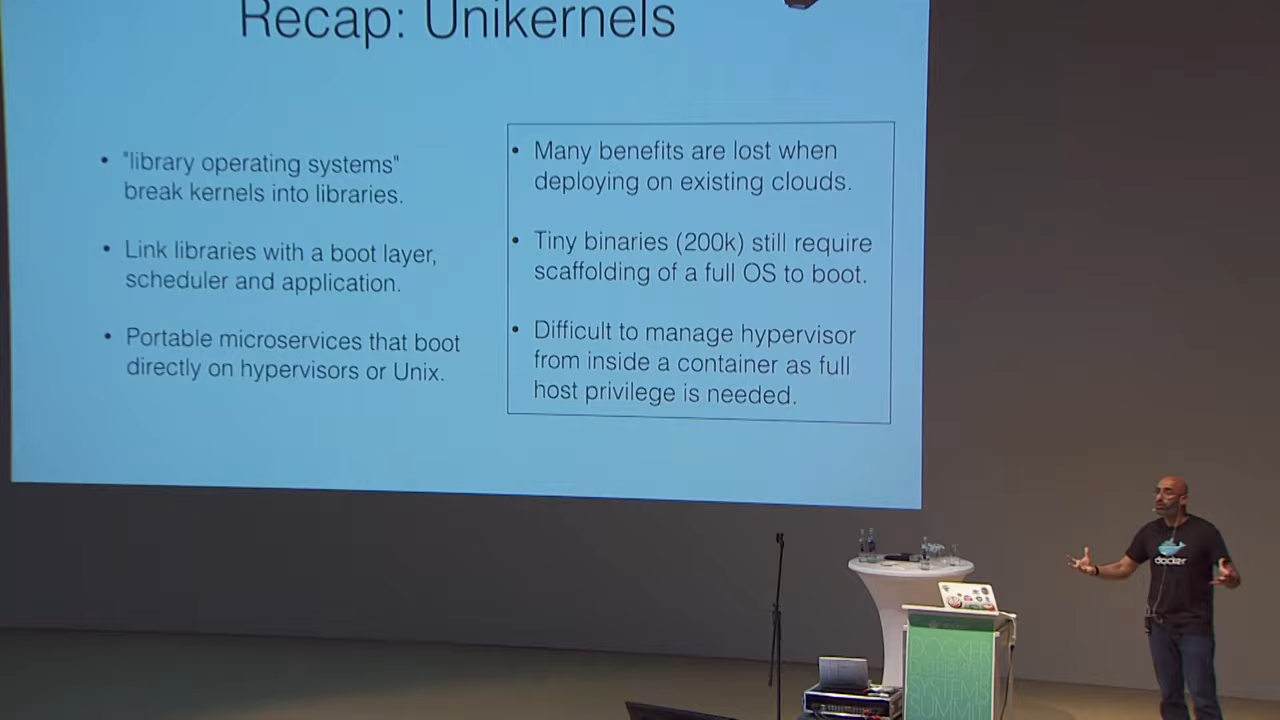 Recap: Unikernels
• "library operating systems"
break kernels into libraries.
• Link libraries with a boot layer,
scheduler and application.
• Portable microservices that boot
directly on hypervisors or Unix.
• Many benefits are lost when
deploying on existing clouds.
• Tiny binaries (200k) still require
scaffolding of a full OS to boot.
• Difficult to manage hypervisor
from inside a container as full
host privilege is needed.
docker
DOCKER
SYSTEMS
SUMMIT